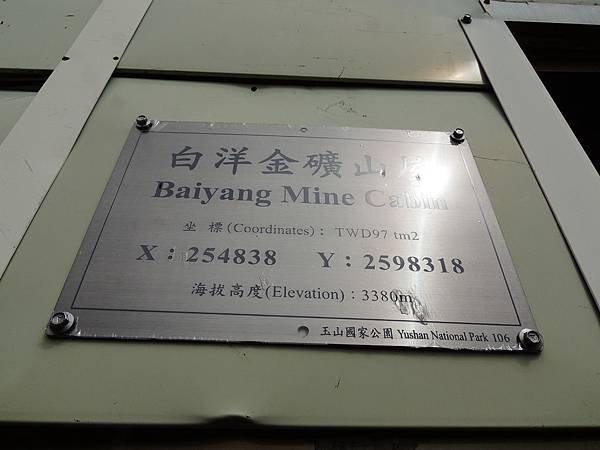 白洋金礦山屋
Baiyang Mine Cabin
坐 標(Coordinates)： TWD97 tm2
X：254838 Y：2598318
海拔高度(Elevation)：3380m
玉山國家公園 Yushan National Park 106